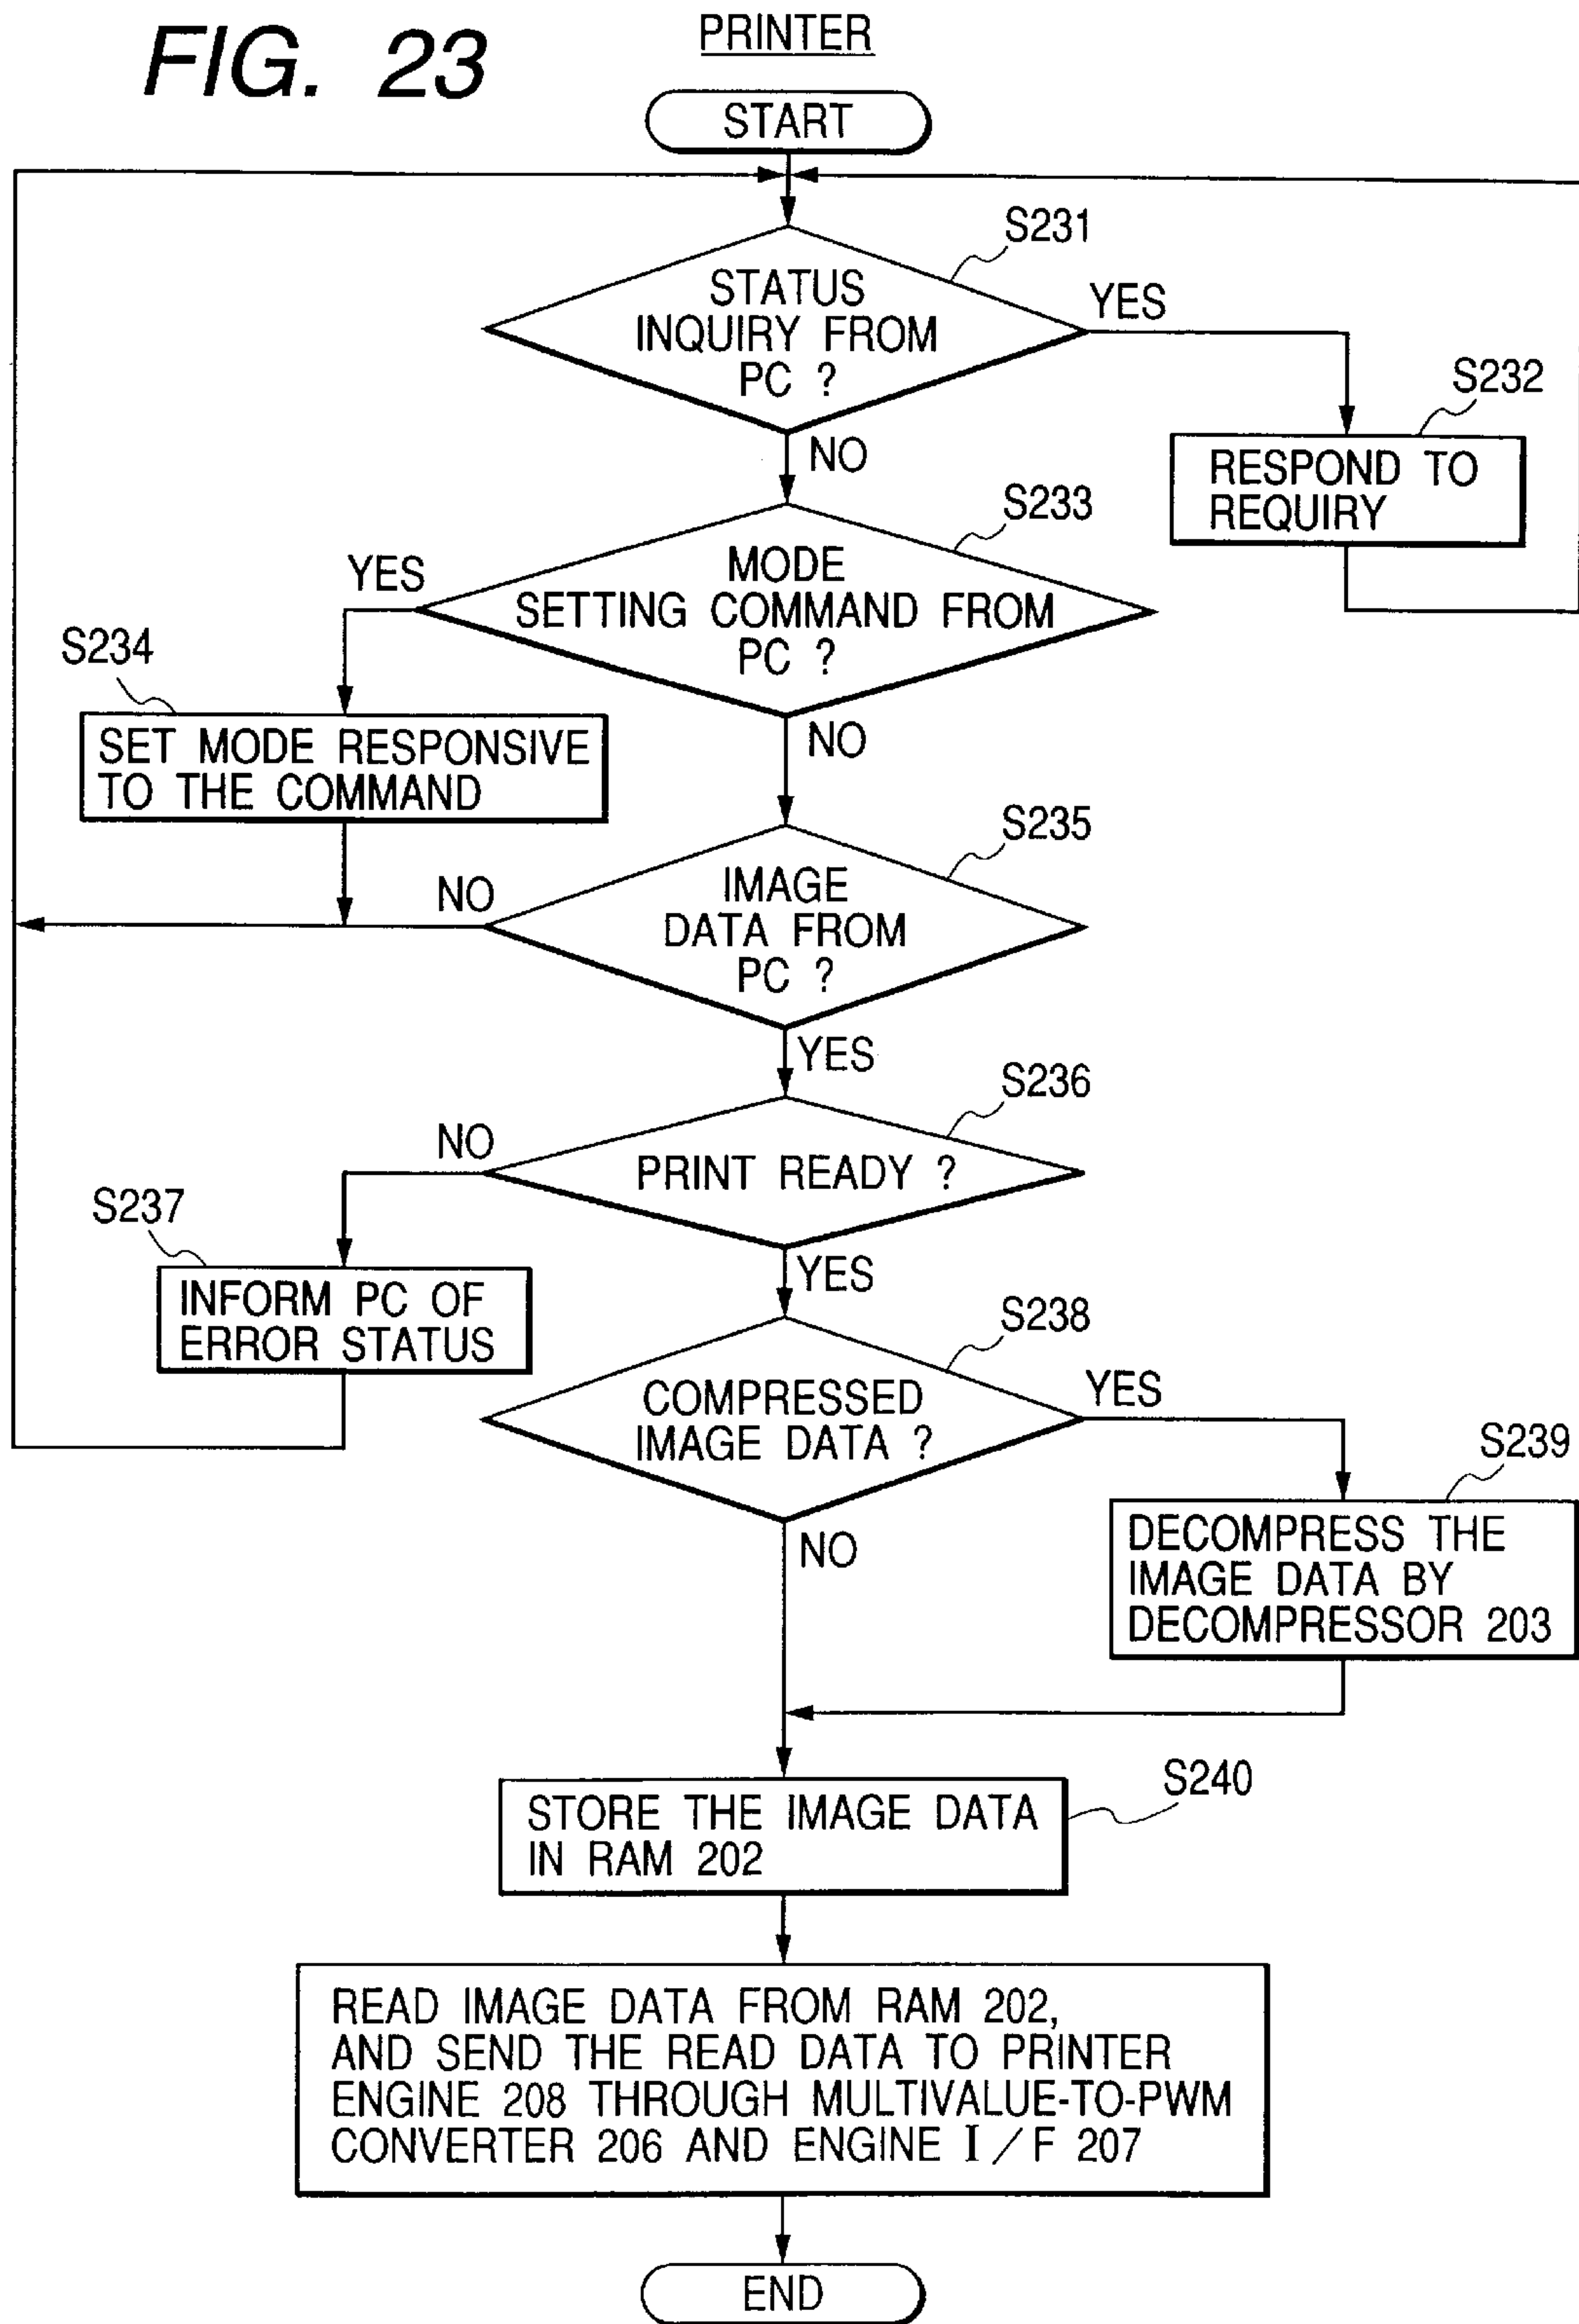 FIG. 23
PRINTER
START
S231
STATUS
INQUIRY FROM
PC ?
YES
S232
RESPOND TO
REQUIRY
NO
S233
MODE
SETTING COMMAND FROM
PC ?
YES
S234
SET MODE RESPONSIVE
TO THE COMMAND
NO
S235
IMAGE
DATA FROM
PC ?
NO
YES
S236
PRINT READY ?
NO
S237
INFORM PC OF
ERROR STATUS
YES
S238
COMPRESSED
IMAGE DATA ?
YES
S239
DECOMPRESS THE
IMAGE DATA BY
DECOMPRESSOR 203
NO
S240
STORE THE IMAGE DATA
IN RAM 202
READ IMAGE DATA FROM RAM 202,
AND SEND THE READ DATA TO PRINTER
ENGINE 208 THROUGH MULTIVALUE-TO-PWM
CONVERTER 206 AND ENGINE I / F 207
END